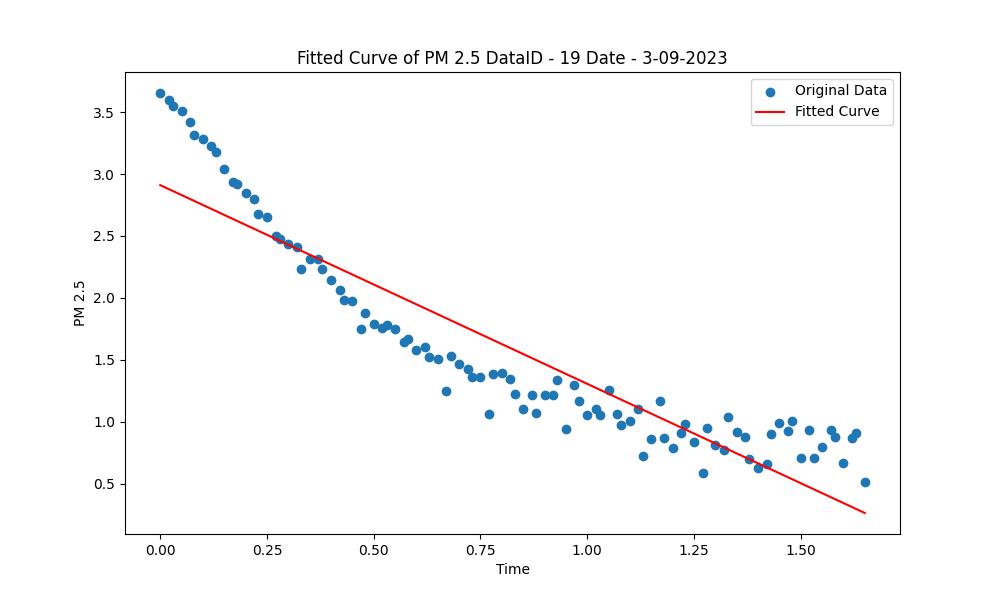 Fitted Curve of PM 2.5 DataID - 19 Date - 3-09-2023
Original Data
Fitted Curve
PM 2.5
3.5
3.0
2.5
2.0
1.5
1.0
0.5
0.00 0.25 0.50 0.75 1.00 1.25 1.50
Time